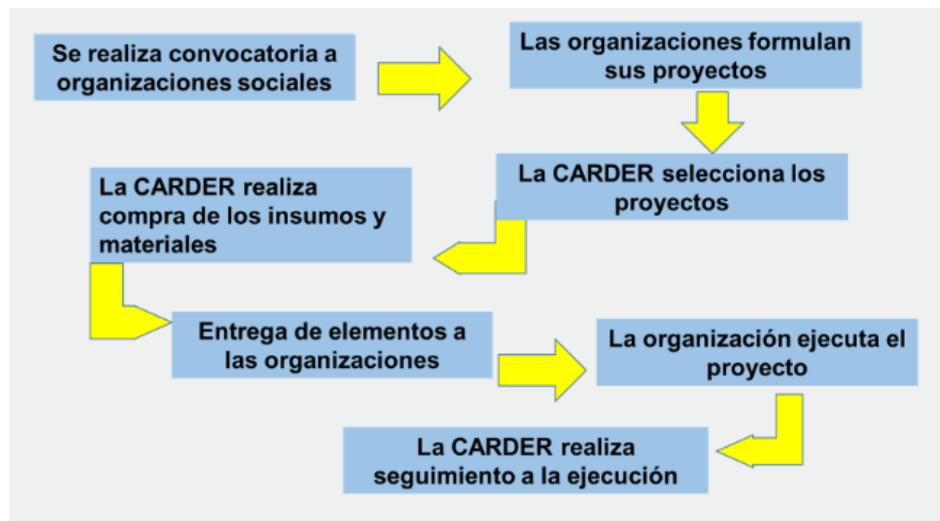 Se realiza convocatoria a
organizaciones sociales
Las organizaciones formulan
sus proyectos
La CARDER selecciona los
proyectos
La CARDER realiza
compra de los insumos y
materiales
Entrega de elementos a
las organizaciones
La organización ejecuta el
proyecto
La CARDER realiza
seguimiento a la ejecución